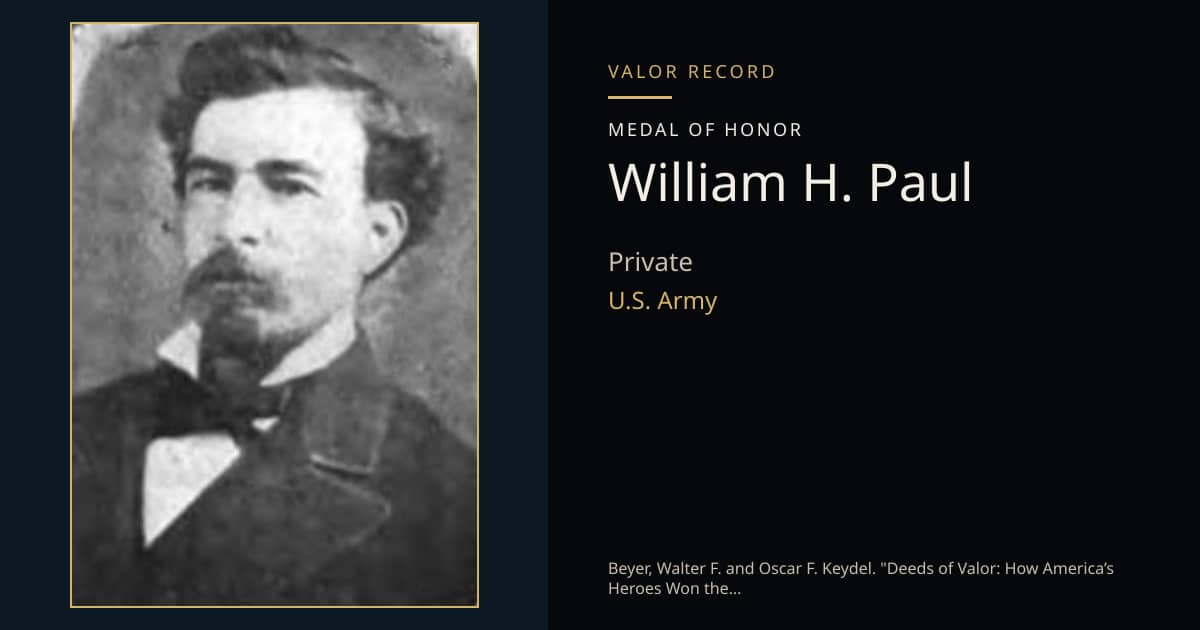 VALOR RECORD
MEDAL OF HONOR
William H. Paul
Private
U.S. Army
Beyer, Walter F. and Oscar F. Keydel. "Deeds of Valor: How America’s
Heroes Won the...